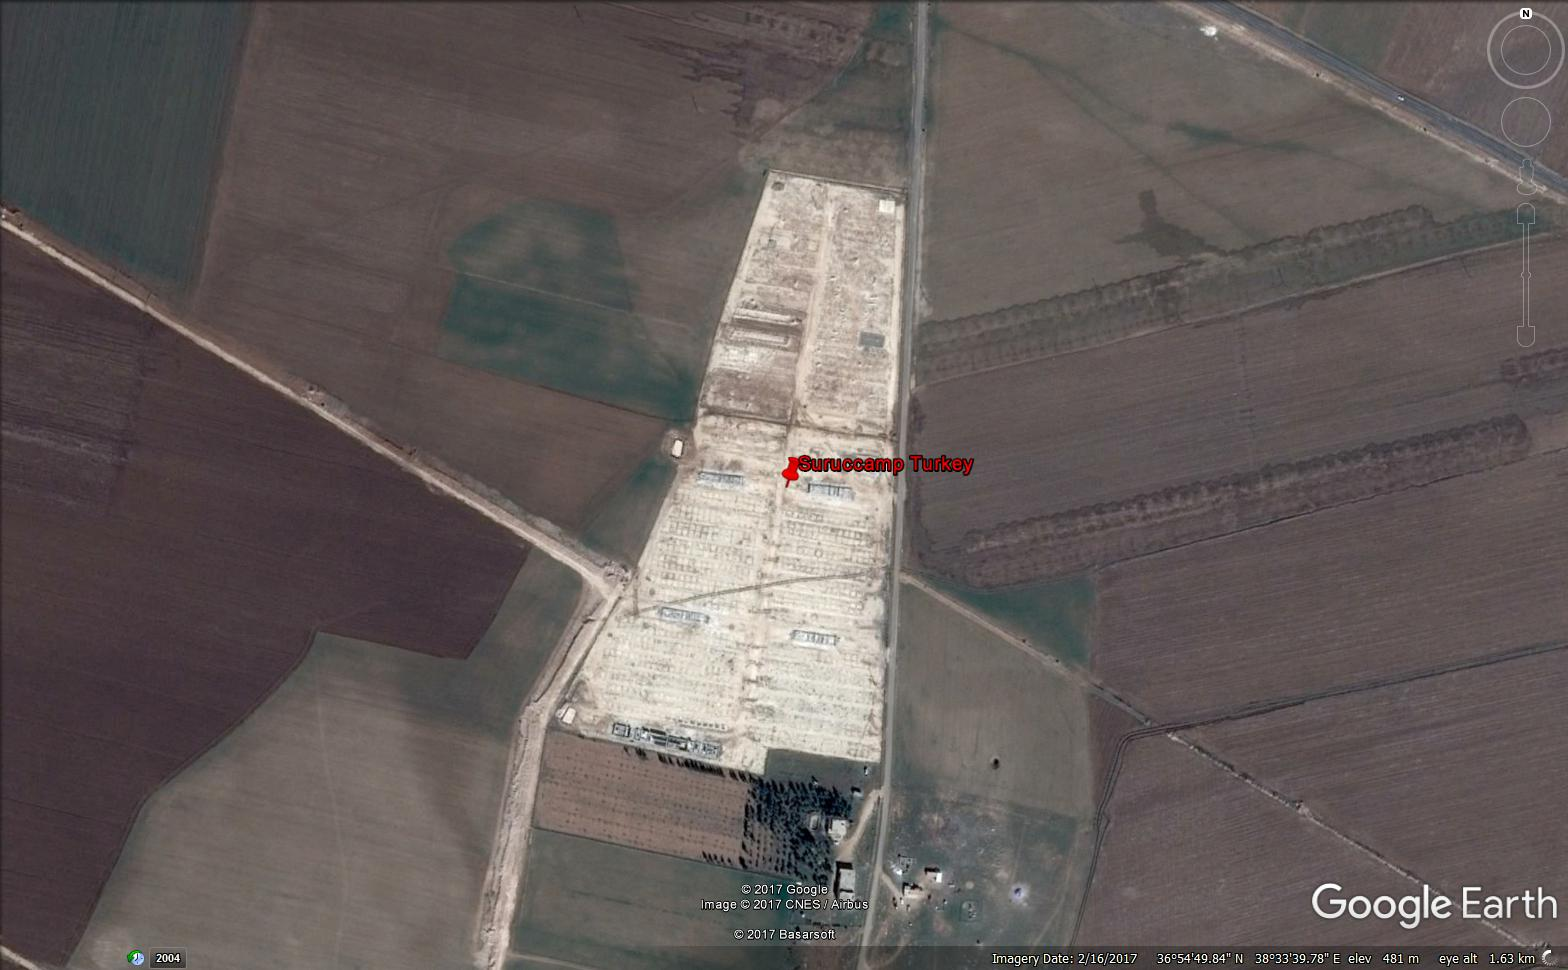 N
Suruccamp Turkey
© 2017 Google
Image © 2017 CNES / Airbus
© 2017 Basarsoft
Google Earth
2004
Imagery Date: 2/16/2017 36°54'49.84" N 38°33'39.78" E elev 481 m eye alt 1.63 km